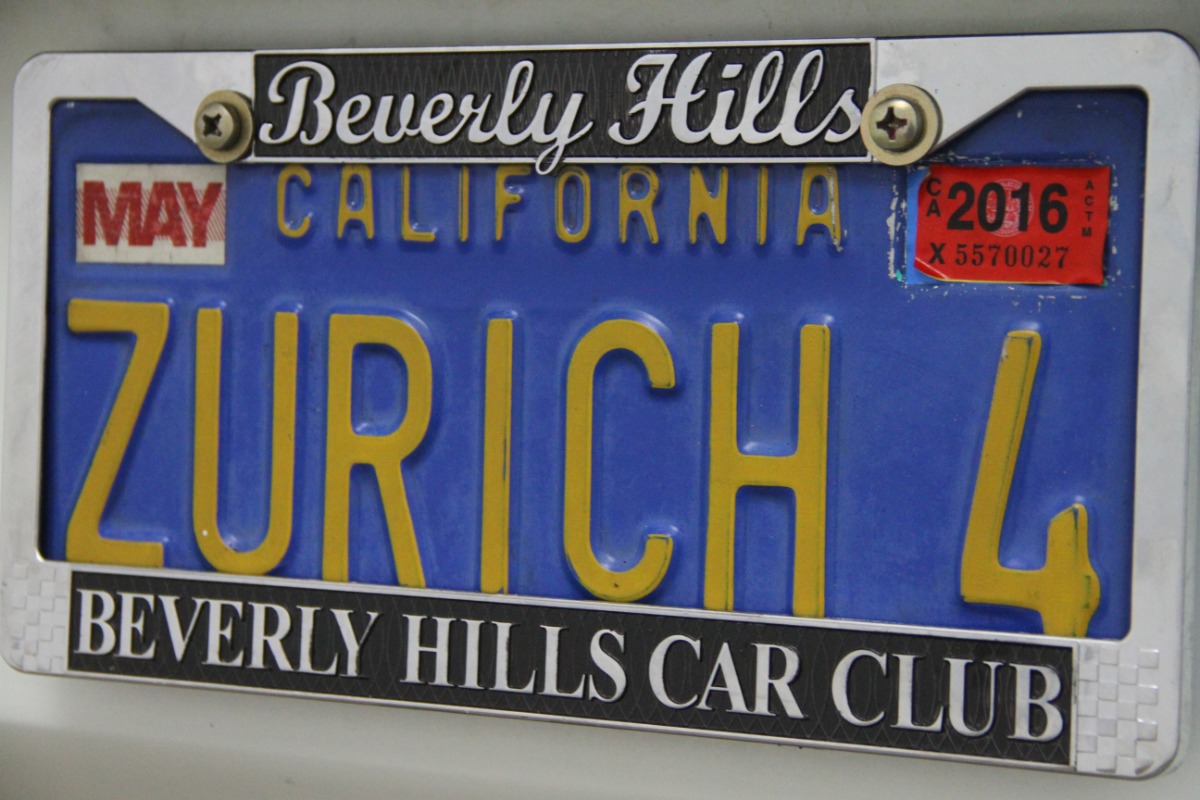 Beverly Hills
MAY
CALIFORNIA
CA 2016 ACTM
X 5570027
ZURICH 4
BEVERLY HILLS CAR CLUB